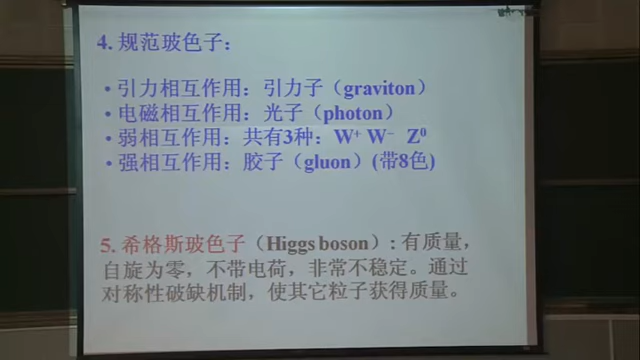 4. 规范玻色子：
• 引力相互作用：引力子（graviton）
• 电磁相互作用：光子（photon）
• 弱相互作用：共有3种：W⁺ W⁻ Z⁰
• 强相互作用：胶子（gluon）(带8色)
5. 希格斯玻色子（Higgs boson）: 有质量，
自旋为零，不带电荷，非常不稳定。通过
对称性破缺机制，使其它粒子获得质量。